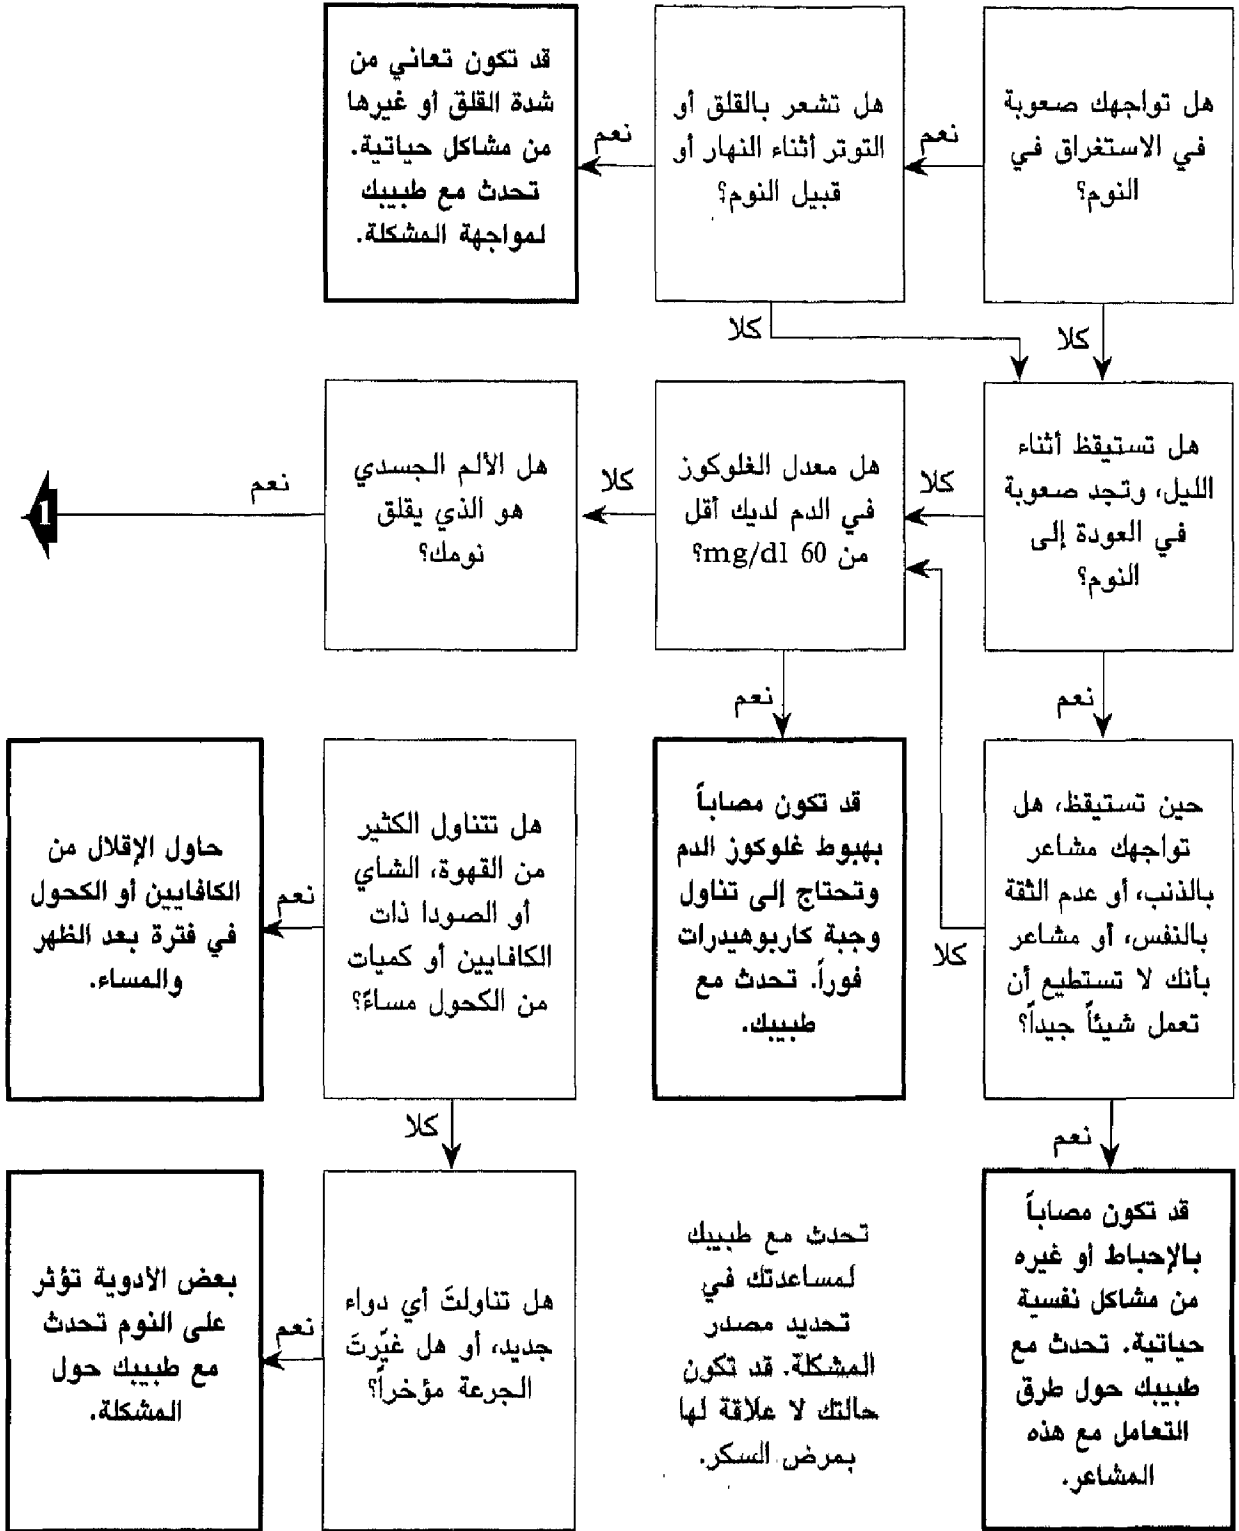 هل تواجهك صعوبة
في الاستغراق في
النوم؟
نعم
هل تشعر بالقلق أو
التوتر أثناء النهار أو
قبيل النوم؟
نعم
قد تكون تعاني من
شدة القلق أو غيرها
من مشاكل حياتية.
تحدث مع طبيبك
لمواجهة المشكلة.
كلا
كلا
هل تستيقظ أثناء
الليل، وتجد صعوبة
في العودة إلى
النوم؟
كلا
هل معدل الغلوكوز
في الدم لديك أقل
من 60 mg/dl؟
كلا
هل الألم الجسدي
هو الذي يقلق
نومك؟
نعم
1
نعم
نعم
حين تستيقظ، هل
تواجهك مشاعر
بالذنب، أو عدم الثقة
بالنفس، أو مشاعر
بأنك لا تستطيع أن
تعمل شيئاً جيداً؟
كلا
قد تكون مصاباً
بهبوط غلوكوز الدم
وتحتاج إلى تناول
وجبة كاربوهيدرات
فوراً. تحدث مع
طبيبك.
هل تتناول الكثير
من القهوة، الشاي
أو الصودا ذات
الكافايين أو كميات
من الكحول مساءً؟
نعم
حاول الإقلال من
الكافايين أو الكحول
في فترة بعد الظهر
والمساء.
نعم
كلا
قد تكون مصاباً
بالإحباط أو غيره
من مشاكل نفسية
حياتية. تحدث مع
طبيبك حول طرق
التعامل مع هذه
المشاعر.
تحدث مع طبيبك
لمساعدتك في
تحديد مصدر
المشكلة. قد تكون
حالتك لا علاقة لها
بمرض السكر.
هل تناولتَ أي دواء
جديد، أو هل غيّرتَ
الجرعة مؤخراً؟
نعم
بعض الأدوية تؤثر
على النوم تحدث
مع طبيبك حول
المشكلة.